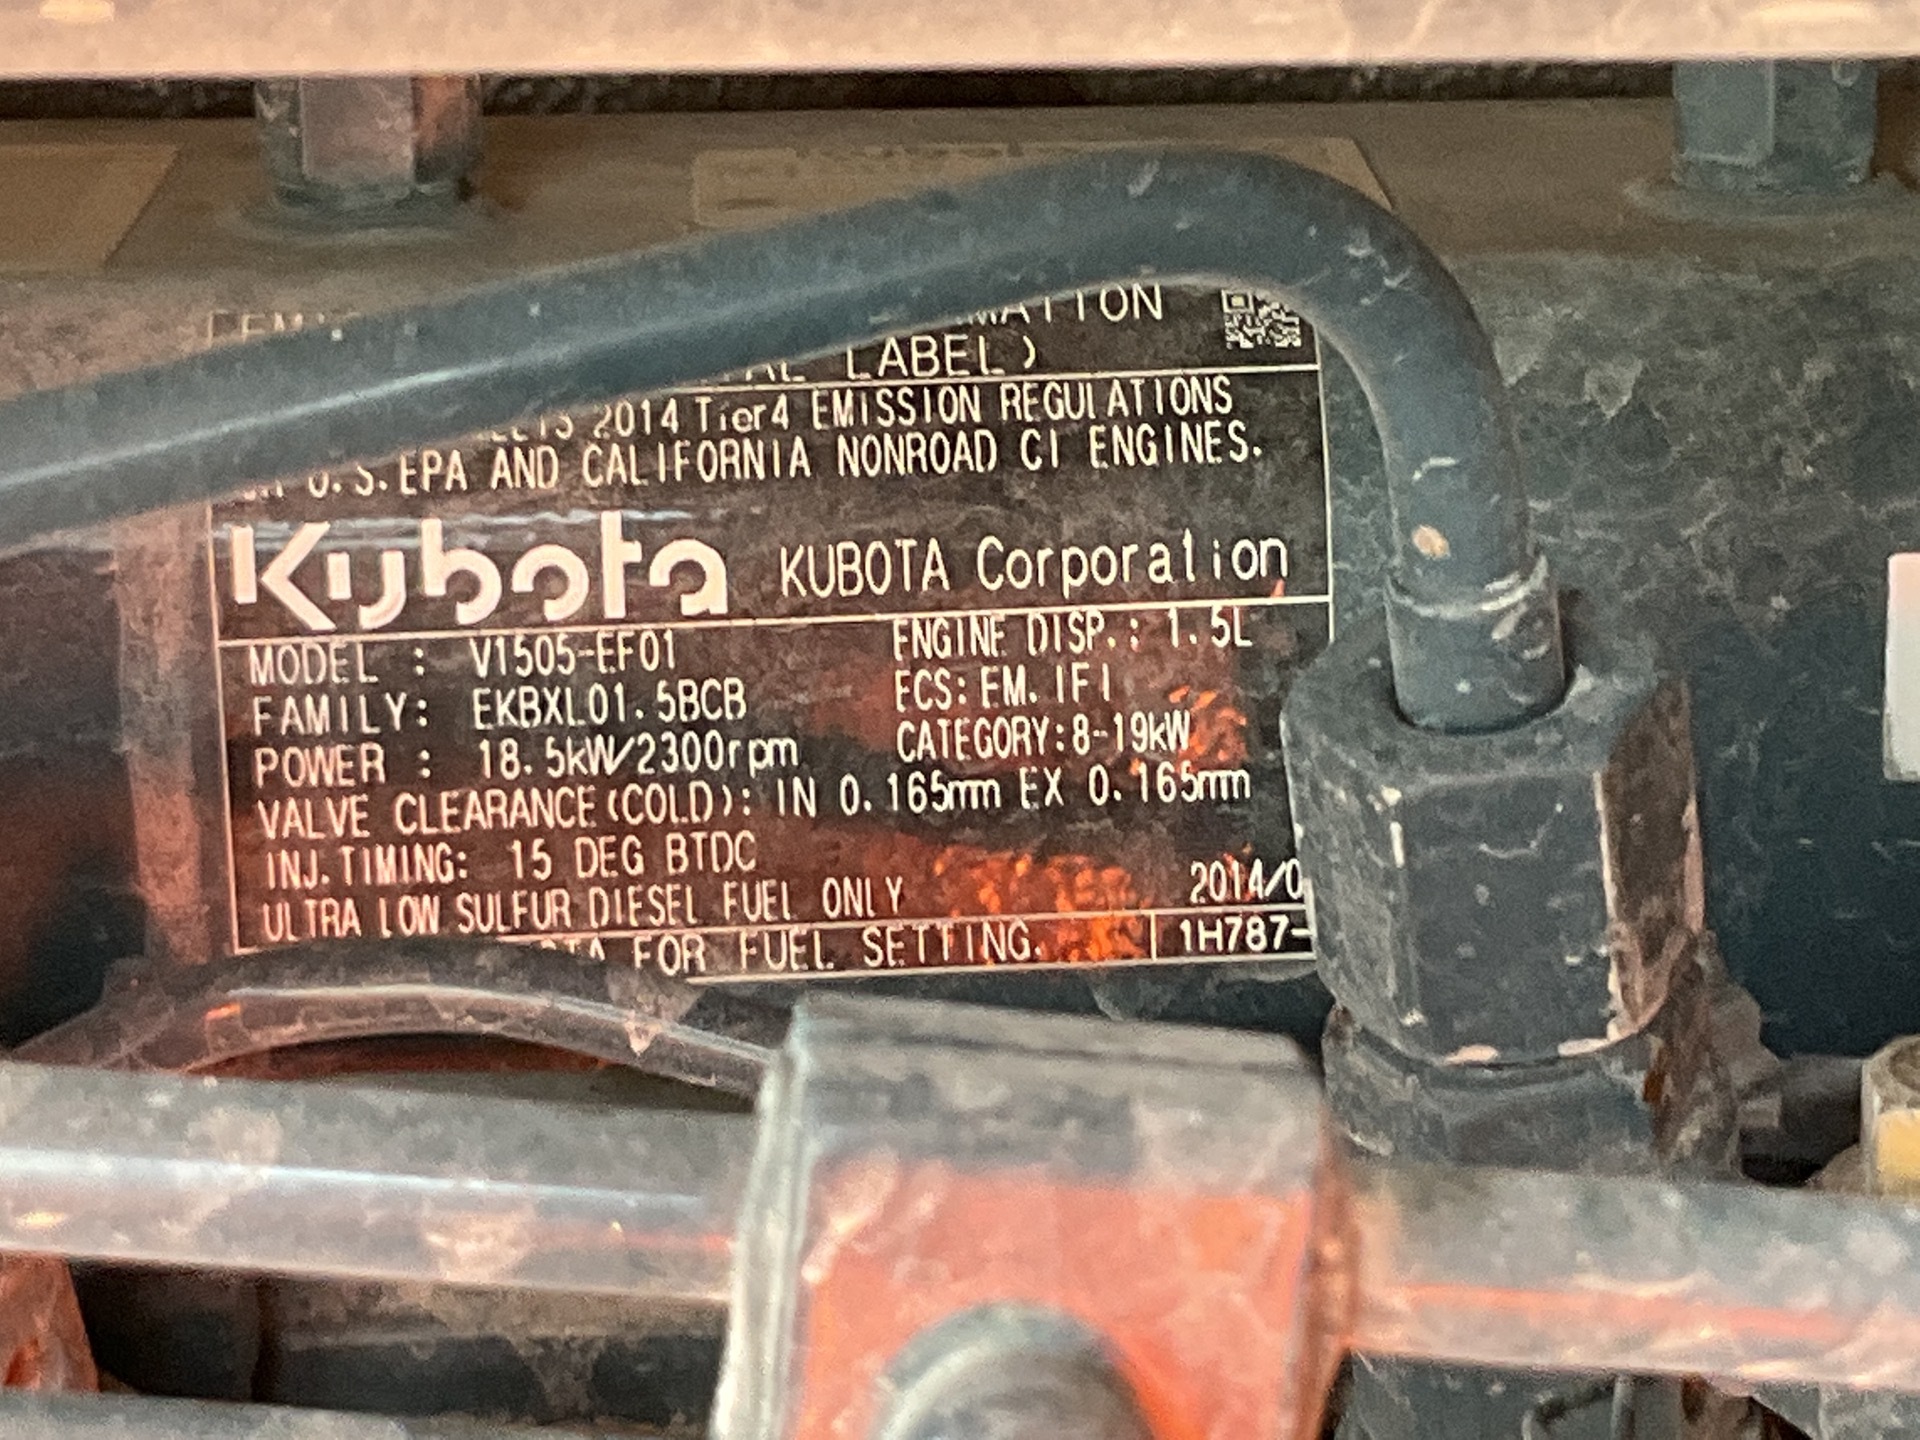 LABEL)
2014 Tier4 EMISSION REGULATIONS
U.S.EPA AND CALIFORNIA NONROAD CI ENGINES.
Kubota KUBOTA Corporation
MODEL : V1505-EF01 ENGINE DISP.: 1.5L
FAMILY: EKBXL01.5BCB ECS: EM, IFI
POWER : 18.5kW/2300rpm CATEGORY:8-19kW
VALVE CLEARANCE(COLD): IN 0.165mm EX 0.165mm
INJ.TIMING: 15 DEG BTDC
ULTRA LOW SULFUR DIESEL FUEL ONLY 2014/0
FOR FUEL SETTING. 1H787-